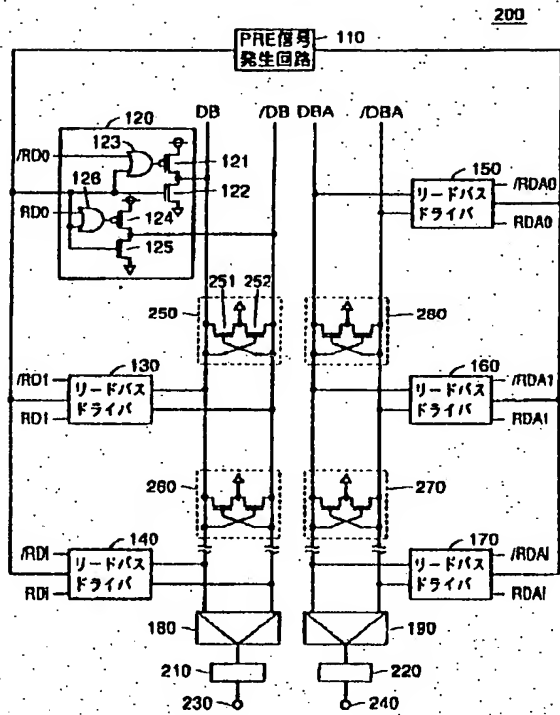 200
PRE信号 110
発生回路
DB /DB DBA /DBA
120
123
/RD0
121
126
122
RD0
124
125
150
リードバス
ドライバ
/RDA0
RDA0
250 251 252
280
130
/RD1
リードバス
ドライバ
RD1
160
リードバス
ドライバ
/RDA1
RDA1
260
270
140
/RDI
リードバス
ドライバ
RDI
170
リードバス
ドライバ
/RDAI
RDAI
180
190
210
220
230
240